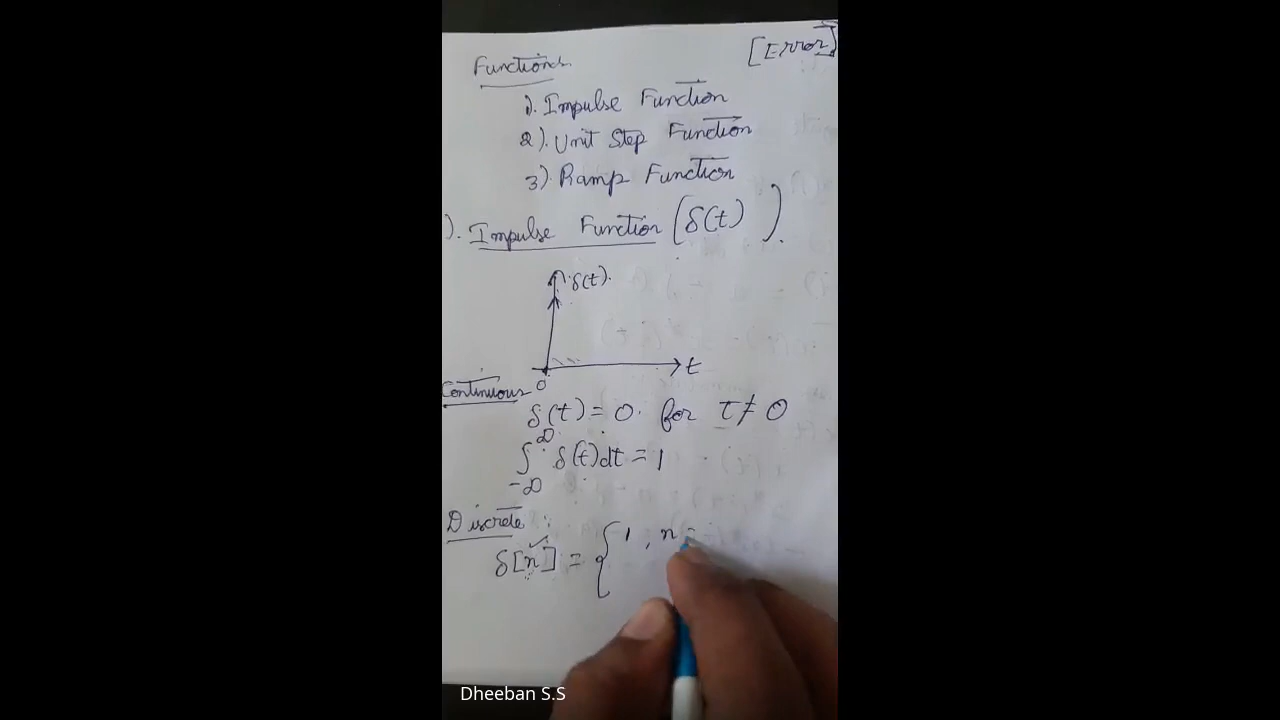 [Error]
Functions.
1). Impulse Function
2). Unit Step Function
3) Ramp Function
). Impulse Function (δ(t)).
δ(t).
t
0
Continuous
δ(t) = 0. for t ≠ 0
∫ ∞ -∞ δ(t)dt = 1
Discrete :
δ[n] = { 1, n =
Dheeban S.S